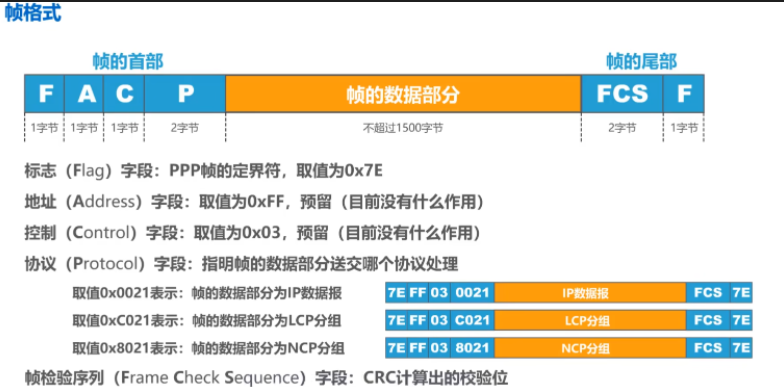 帧格式
帧的首部 帧的尾部
F A C P 帧的数据部分 FCS F
1字节 1字节 1字节 2字节 不超过1500字节 2字节 1字节
标志（Flag）字段：PPP帧的定界符，取值为0x7E
地址（Address）字段：取值为0xFF，预留（目前没有什么作用）
控制（Control）字段：取值为0x03，预留（目前没有什么作用）
协议（Protocol）字段：指明帧的数据部分送交哪个协议处理
取值0x0021表示：帧的数据部分为IP数据报 7E FF 03 0021 IP数据报 FCS 7E
取值0xC021表示：帧的数据部分为LCP分组 7E FF 03 C021 LCP分组 FCS 7E
取值0x8021表示：帧的数据部分为NCP分组 7E FF 03 8021 NCP分组 FCS 7E
帧检验序列（Frame Check Sequence）字段：CRC计算出的校验位